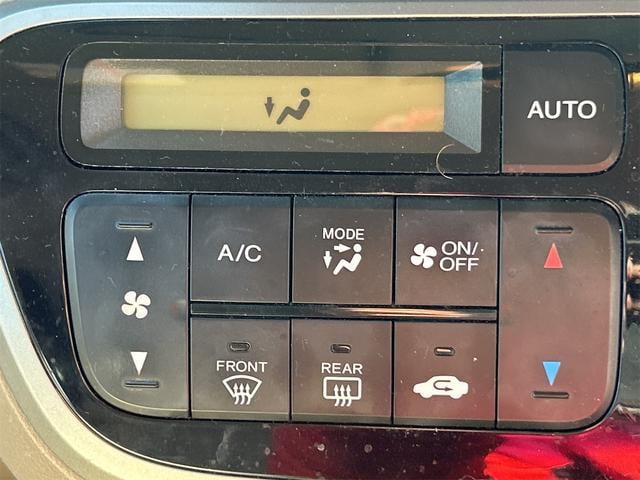 AUTO
A/C
MODE
ON/
OFF
FRONT
REAR